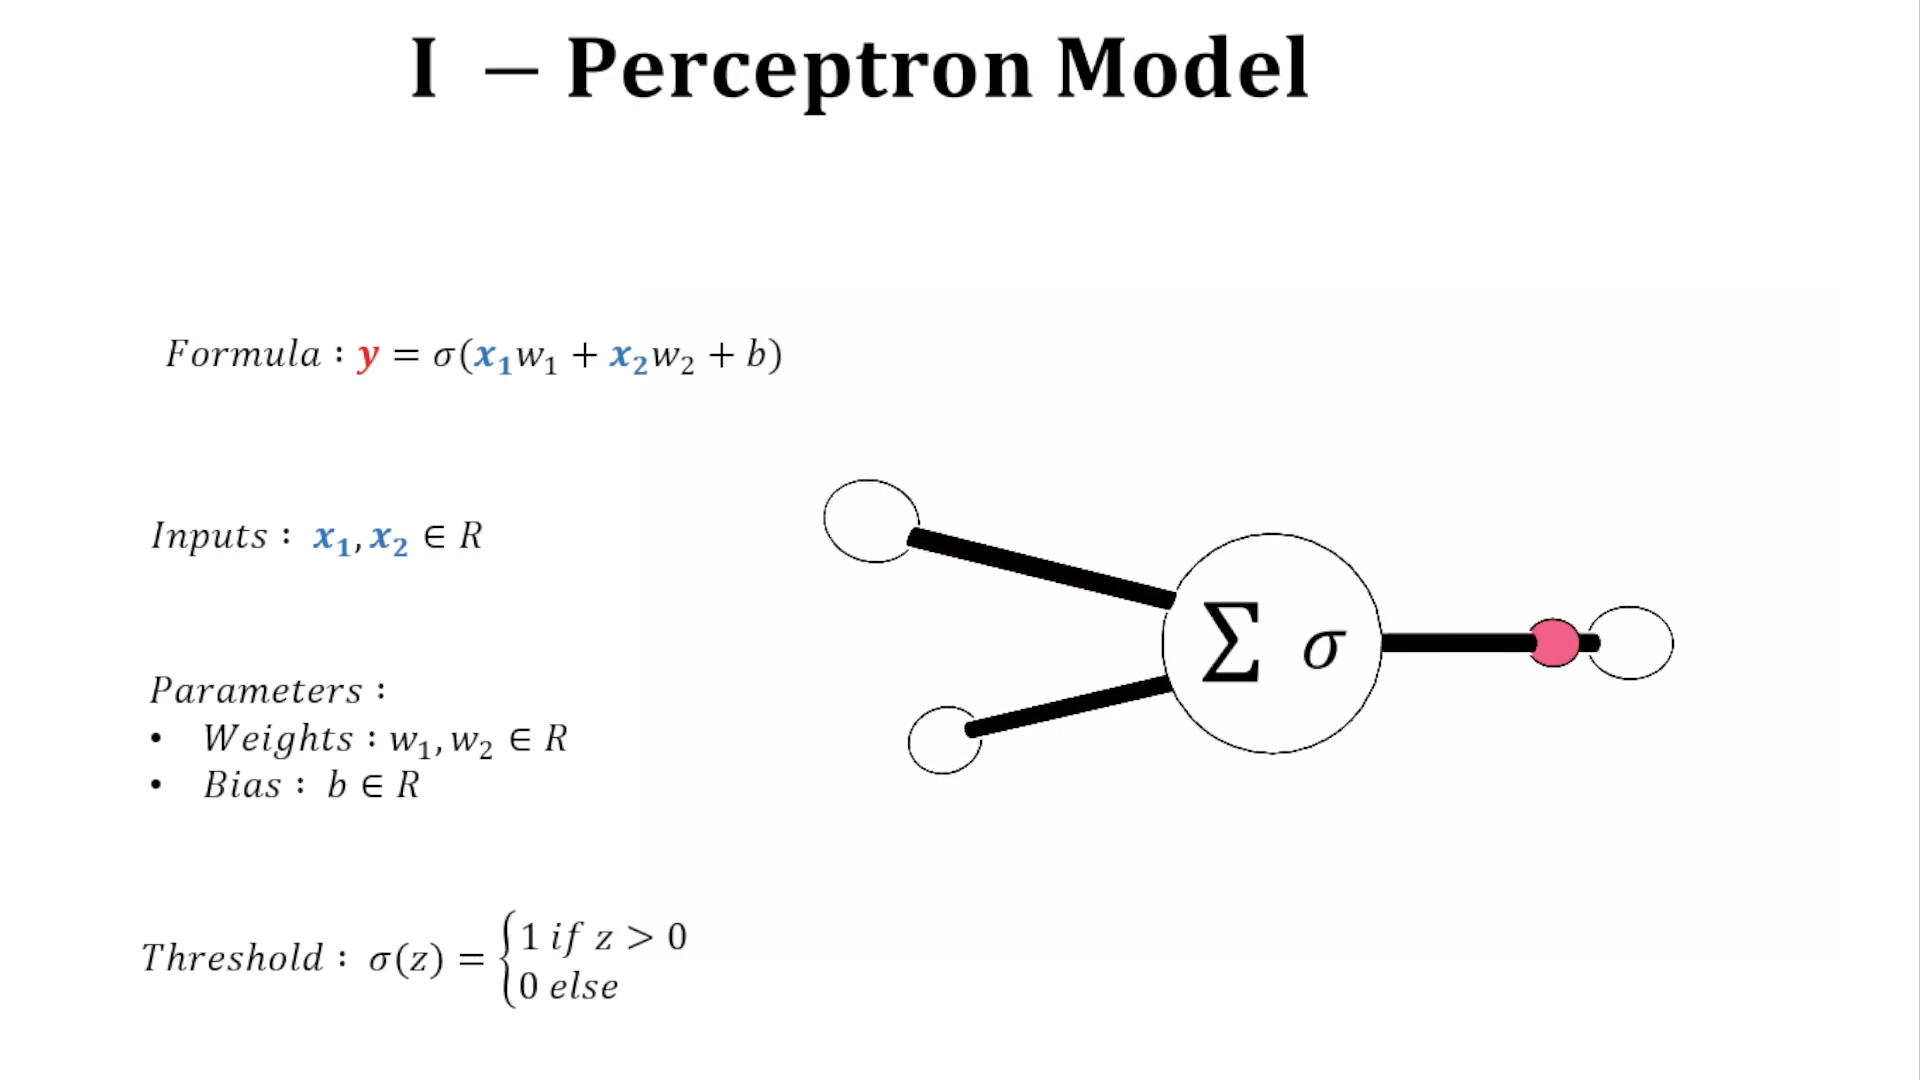 I – Perceptron Model
Formula : y = σ(x₁w₁ + x₂w₂ + b)
Inputs : x₁, x₂ ∈ R
∑ σ
Parameters :
• Weights : w₁, w₂ ∈ R
• Bias : b ∈ R
Threshold : σ(z) = {1 if z > 0
0 else